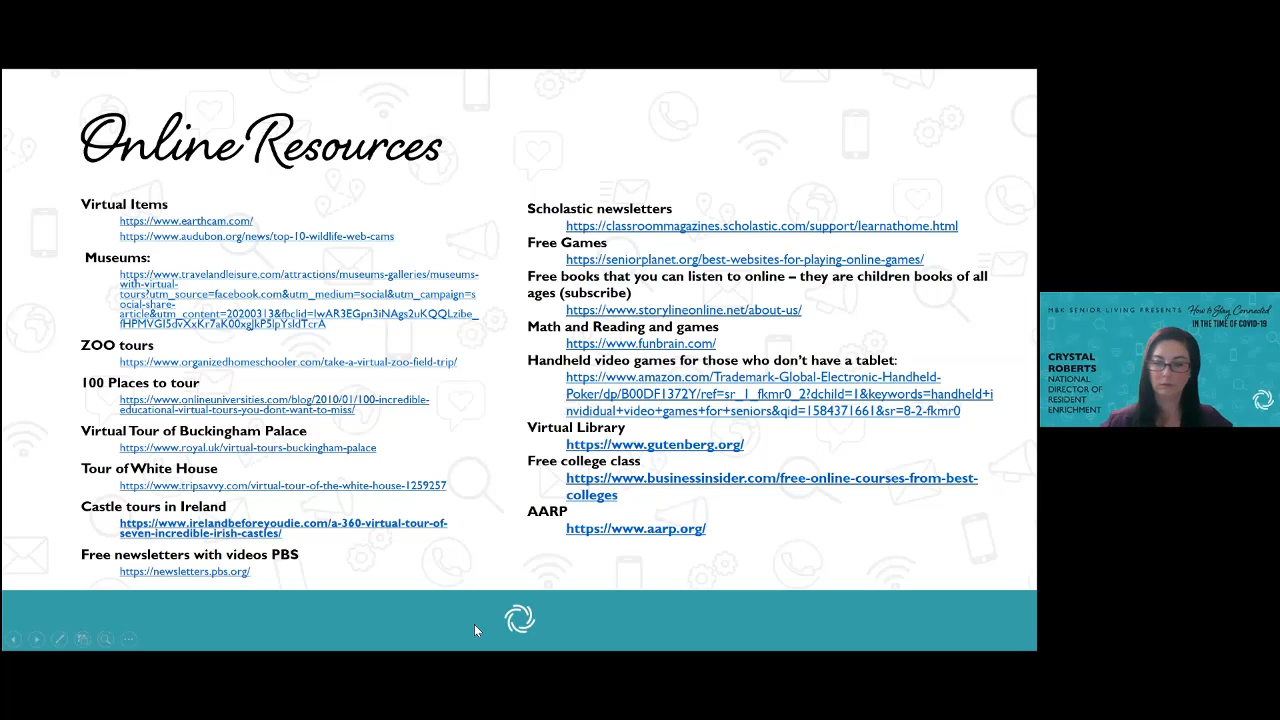 Online Resources
Virtual Items
https://www.earthcam.com/
https://www.audubon.org/news/top-10-wildlife-web-cams
Museums:
https://www.travelandleisure.com/attractions/museums-galleries/museums-
with-virtual-
tours?utm_source=facebook.com&utm_medium=social&utm_campaign=s
ocial-share-
article&utm_content=20200313&fbclid=IwAR3EGpn3iNAgs2uKQQLzibe_
fHPMVGI5dvXxKr7aK00xgJkP5lpYsldTcrA
ZOO tours
https://www.organizedhomeschooler.com/take-a-virtual-zoo-field-trip/
100 Places to tour
https://www.onlineuniversities.com/blog/2010/01/100-incredible-
educational-virtual-tours-you-dont-want-to-miss/
Virtual Tour of Buckingham Palace
https://www.royal.uk/virtual-tours-buckingham-palace
Tour of White House
https://www.tripsavvy.com/virtual-tour-of-the-white-house-1259257
Castle tours in Ireland
https://www.irelandbeforeyoudie.com/a-360-virtual-tour-of-
seven-incredible-irish-castles/
Free newsletters with videos PBS
https://newsletters.pbs.org/
Scholastic newsletters
https://classroommagazines.scholastic.com/support/learnathome.html
Free Games
https://seniorplanet.org/best-websites-for-playing-online-games/
Free books that you can listen to online – they are children books of all
ages (subscribe)
https://www.storylineonline.net/about-us/
Math and Reading and games
https://www.funbrain.com/
Handheld video games for those who don't have a tablet:
https://www.amazon.com/Trademark-Global-Electronic-Handheld-
Poker/dp/B00DF1372Y/ref=sr_1_fkmr0_2?dchild=1&keywords=handheld+i
nvididual+video+games+for+seniors&qid=1584371661&sr=8-2-fkmr0
Virtual Library
https://www.gutenberg.org/
Free college class
https://www.businessinsider.com/free-online-courses-from-best-
colleges
AARP
https://www.aarp.org/
MBK SENIOR LIVING PRESENTS How to Stay Connected
IN THE TIME OF COVID-19
CRYSTAL
ROBERTS
NATIONAL
DIRECTOR OF
RESIDENT
ENRICHMENT